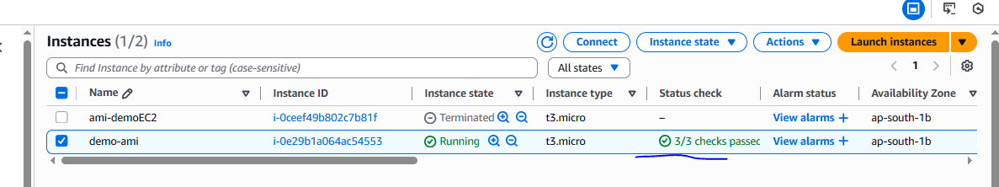 Instances (1/2) Info Connect Instance state Actions Launch instances
Find Instance by attribute or tag (case-sensitive) All states 1
Name Instance ID Instance state Instance type Status check Alarm status Availability Zone
ami-demoEC2 i-0ceef49b802c7b81f Terminated t3.micro – View alarms + ap-south-1b
demo-ami i-0e29b1a064ac54553 Running t3.micro 3/3 checks passed View alarms + ap-south-1b